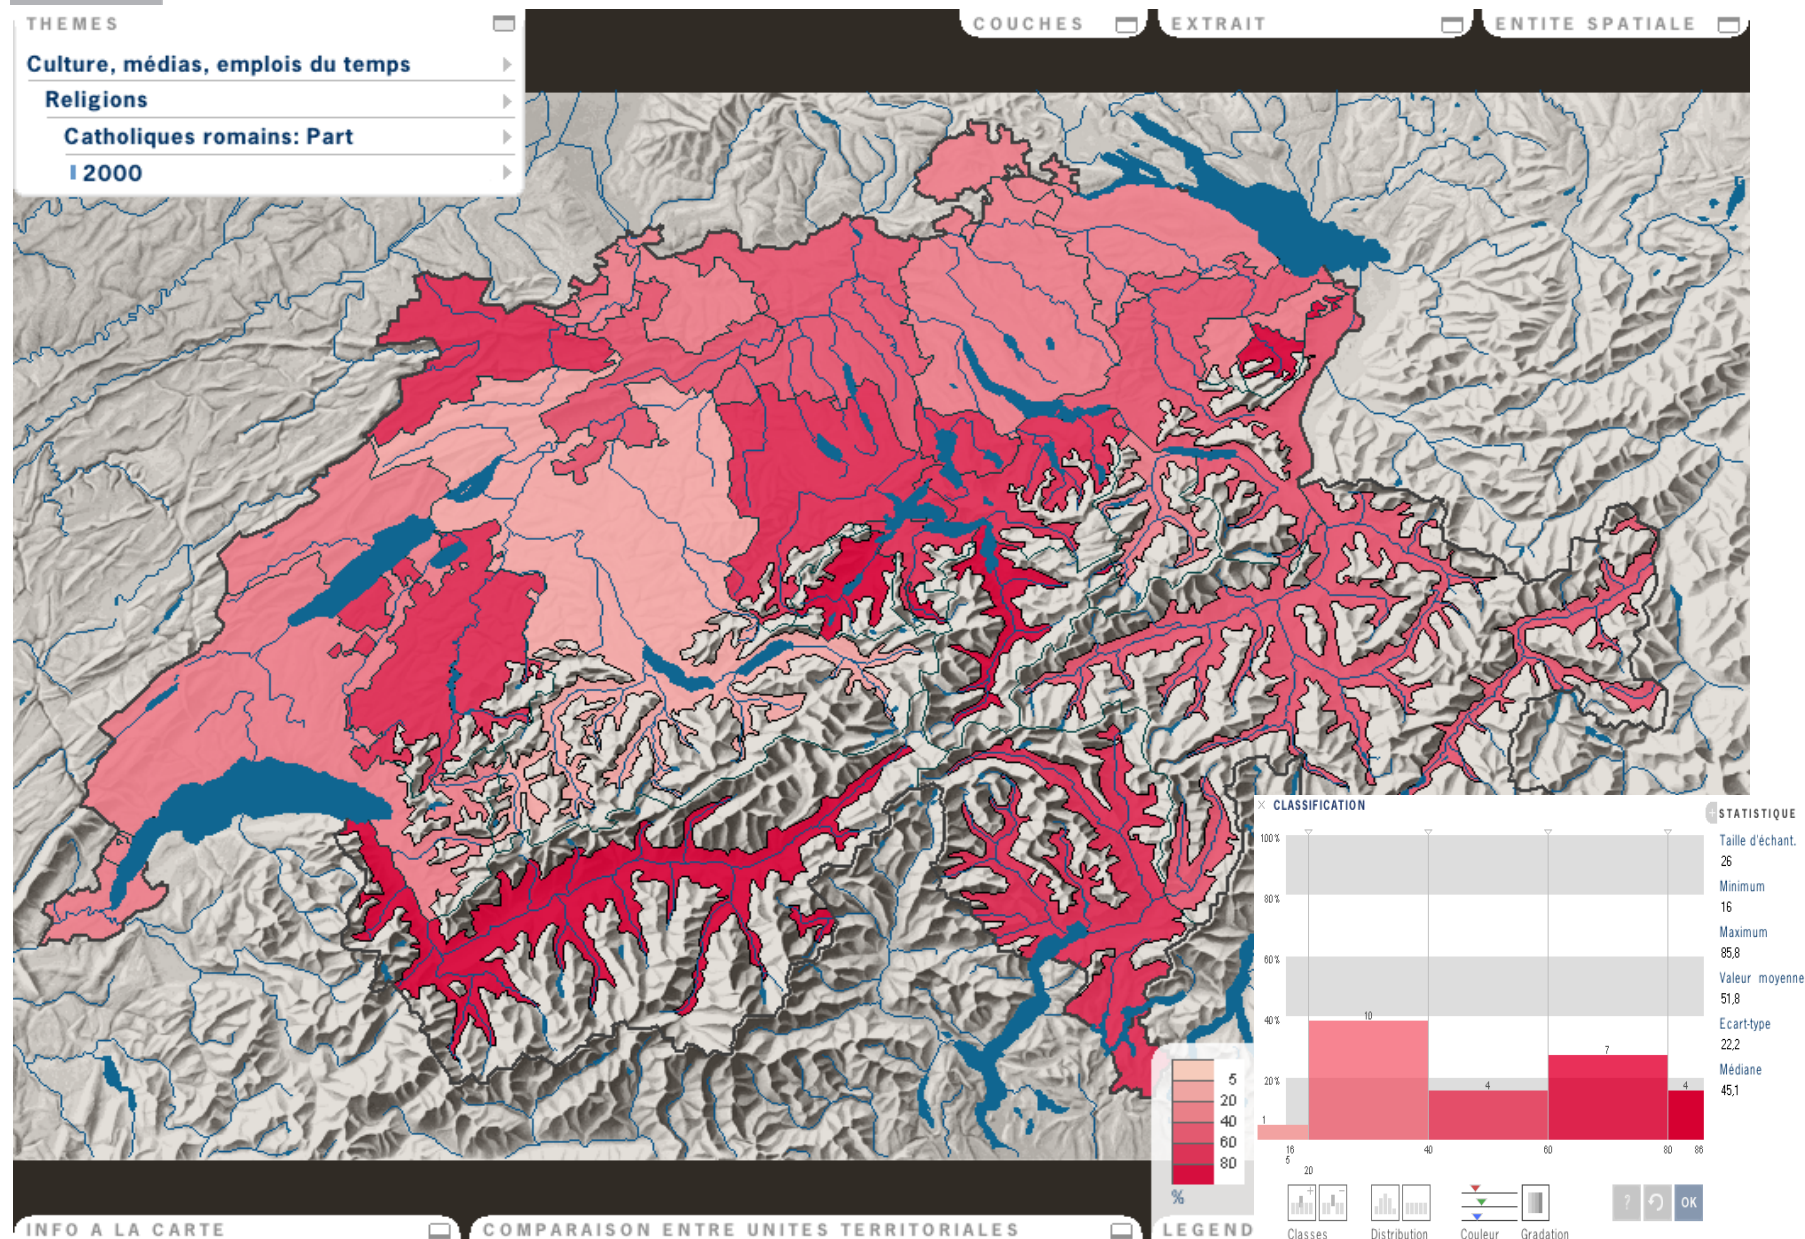 THEMES
COUCHES
EXTRAIT
ENTITE SPATIALE
Culture, médias, emplois du temps
Religions
Catholiques romains: Part
2000
× CLASSIFICATION
STATISTIQUE
100%
80%
60%
40%
20%
1
10
4
7
4
16
5
20
40
60
80
86
Taille d'échant.
26
Minimum
16
Maximum
85,8
Valeur moyenne
51,8
Ecart-type
22,2
Médiane
45,1
5
20
40
60
80
%
? OK
Classes Distribution Couleur Gradation
INFO A LA CARTE
COMPARAISON ENTRE UNITES TERRITORIALES
LEGEND